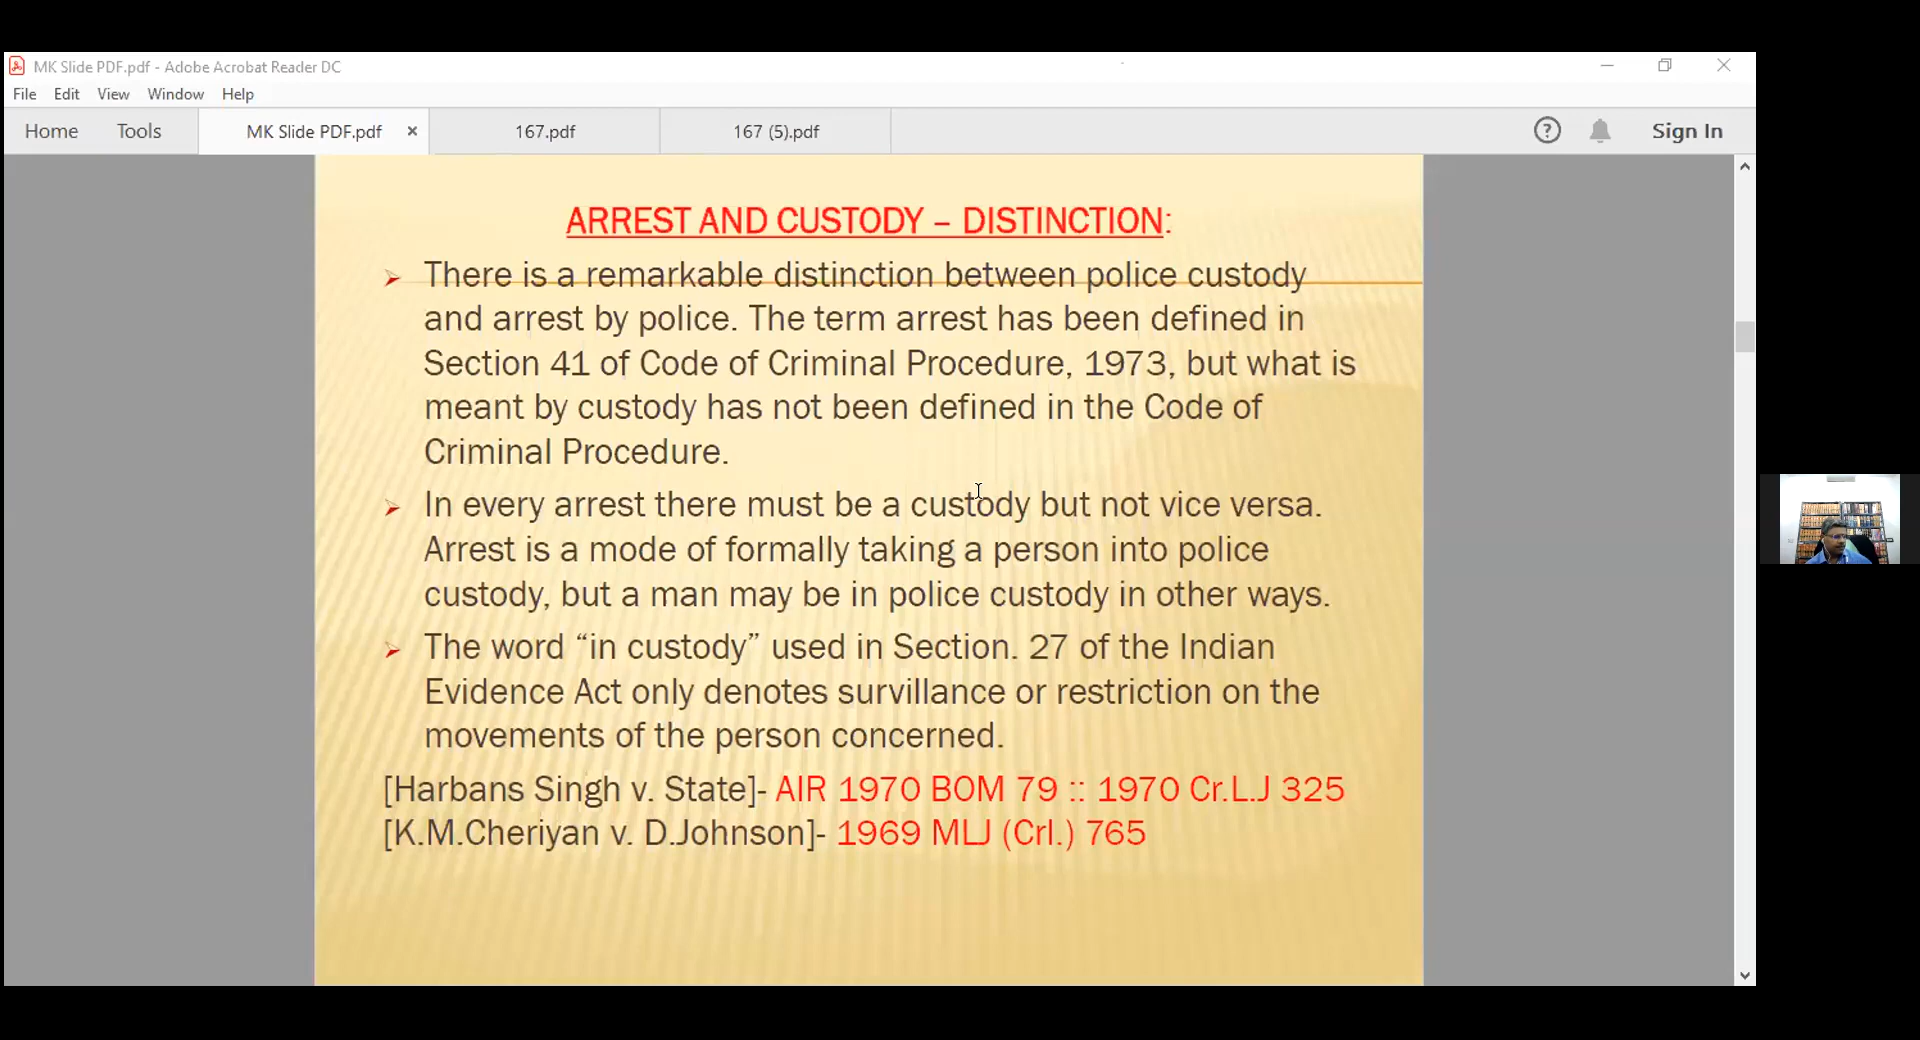 MK Slide PDF.pdf - Adobe Acrobat Reader DC
File Edit View Window Help
Home Tools MK Slide PDF.pdf × 167.pdf 167 (5).pdf ? Sign In
ARREST AND CUSTODY – DISTINCTION:
There is a remarkable distinction between police custody
and arrest by police. The term arrest has been defined in
Section 41 of Code of Criminal Procedure, 1973, but what is
meant by custody has not been defined in the Code of
Criminal Procedure.
In every arrest there must be a custody but not vice versa.
Arrest is a mode of formally taking a person into police
custody, but a man may be in police custody in other ways.
The word “in custody” used in Section. 27 of the Indian
Evidence Act only denotes survillance or restriction on the
movements of the person concerned.
[Harbans Singh v. State]- AIR 1970 BOM 79 :: 1970 Cr.L.J 325
[K.M.Cheriyan v. D.Johnson]- 1969 MLJ (Crl.) 765